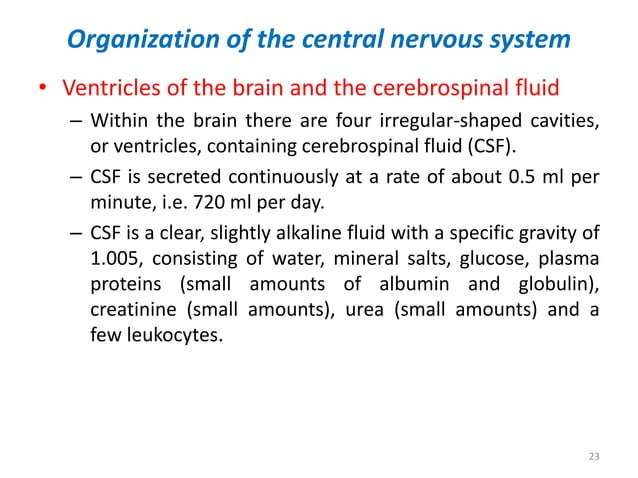 Organization of the central nervous system
• Ventricles of the brain and the cerebrospinal fluid
– Within the brain there are four irregular-shaped cavities,
or ventricles, containing cerebrospinal fluid (CSF).
– CSF is secreted continuously at a rate of about 0.5 ml per
minute, i.e. 720 ml per day.
– CSF is a clear, slightly alkaline fluid with a specific gravity of
1.005, consisting of water, mineral salts, glucose, plasma
proteins (small amounts of albumin and globulin),
creatinine (small amounts), urea (small amounts) and a
few leukocytes.
23